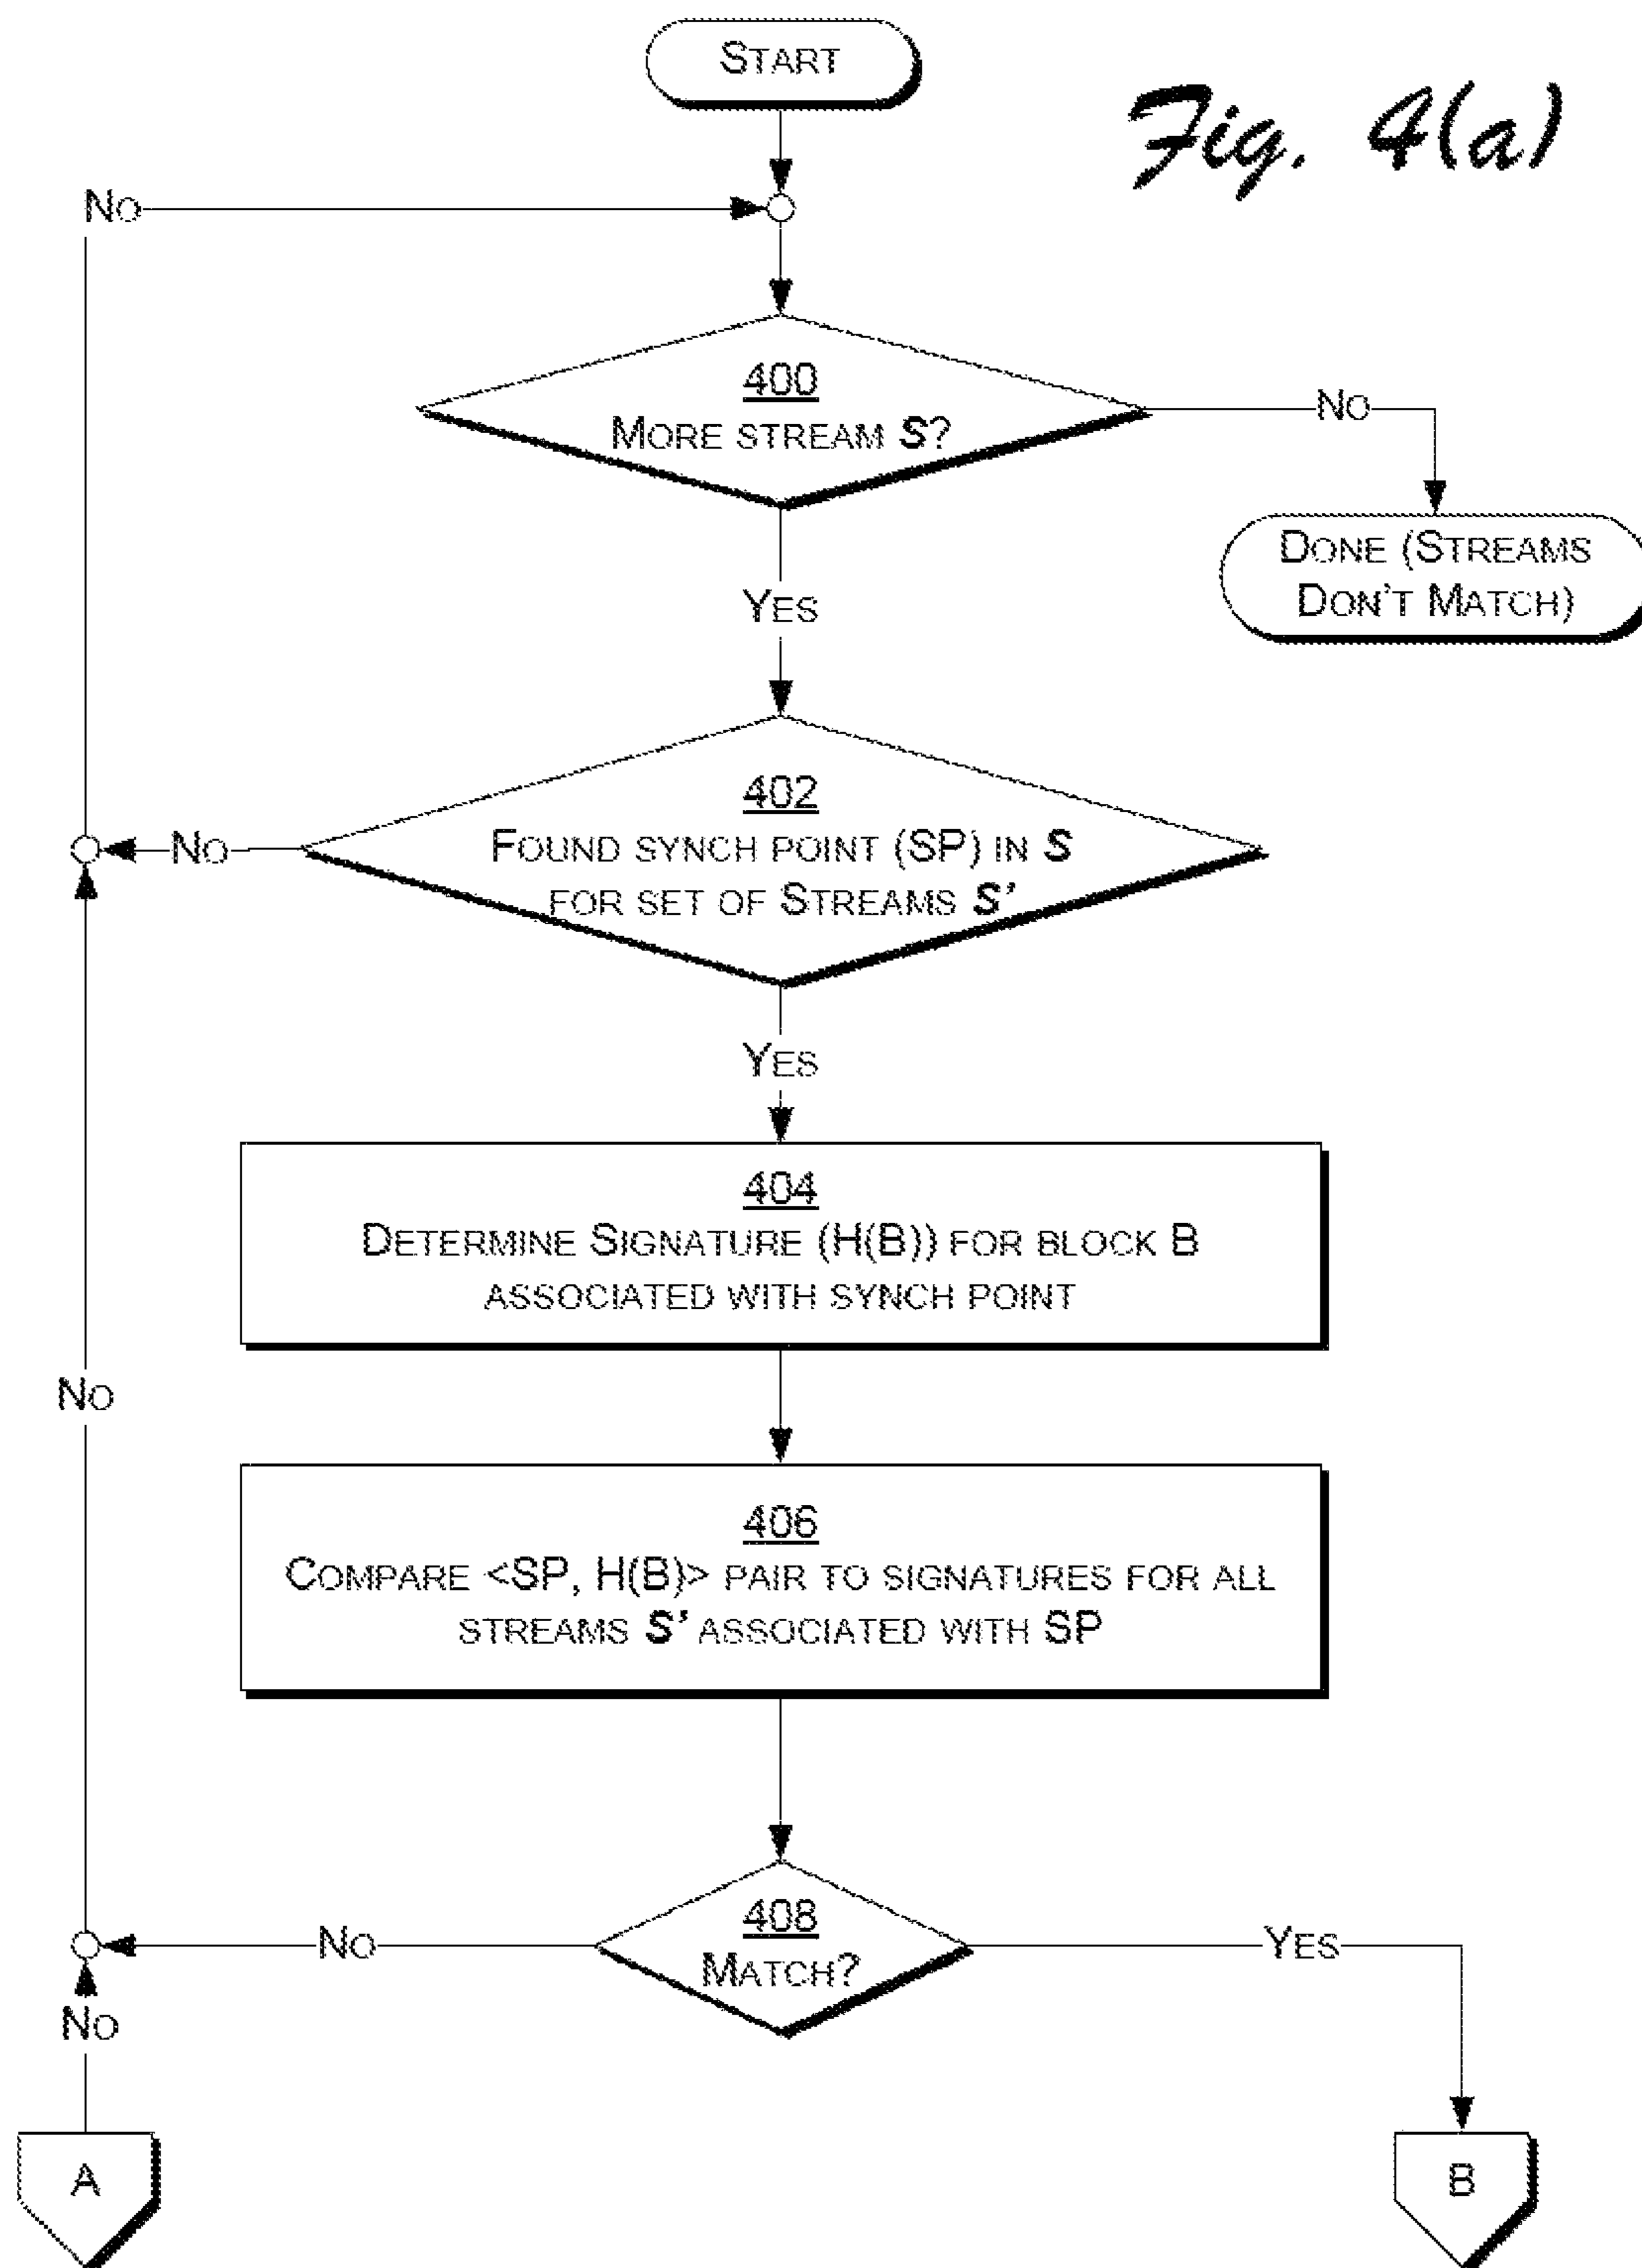 START
Fig. 4(a)
NO
400
MORE STREAM S?
NO
DONE (STREAMS
DON'T MATCH)
YES
402
FOUND SYNCH POINT (SP) IN S
FOR SET OF STREAMS S'
NO
YES
404
DETERMINE SIGNATURE (H(B)) FOR BLOCK B
ASSOCIATED WITH SYNCH POINT
NO
406
COMPARE <SP, H(B)> PAIR TO SIGNATURES FOR ALL
STREAMS S' ASSOCIATED WITH SP
408
MATCH?
NO
YES
NO
A
B